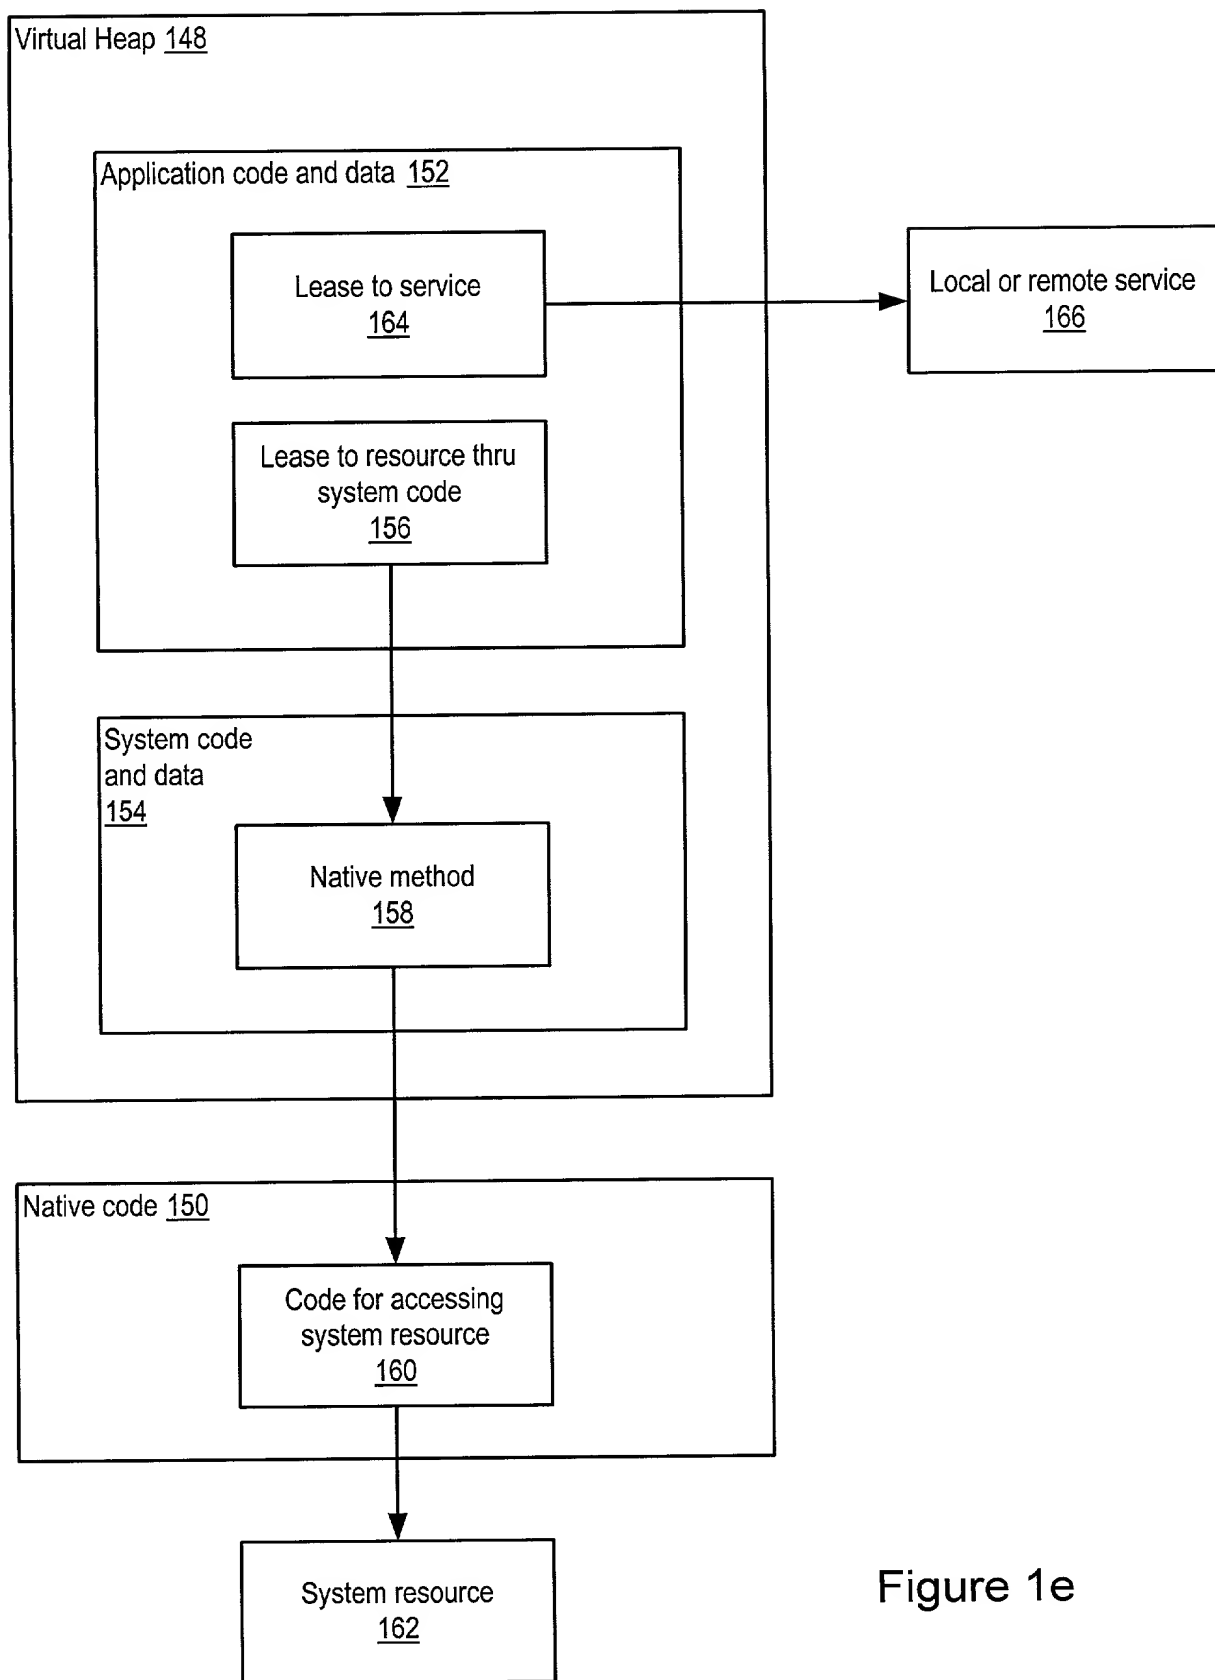 Virtual Heap 148
Application code and data 152
Lease to service
164
Local or remote service
166
Lease to resource thru
system code
156
System code
and data
154
Native method
158
Native code 150
Code for accessing
system resource
160
System resource
162
Figure 1e